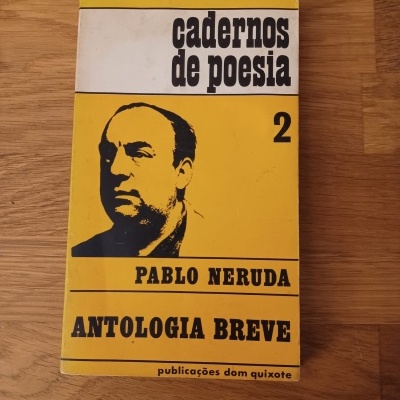 cadernos
de poesia
2
PABLO NERUDA
ANTOLOGIA BREVE
publicações dom quixote